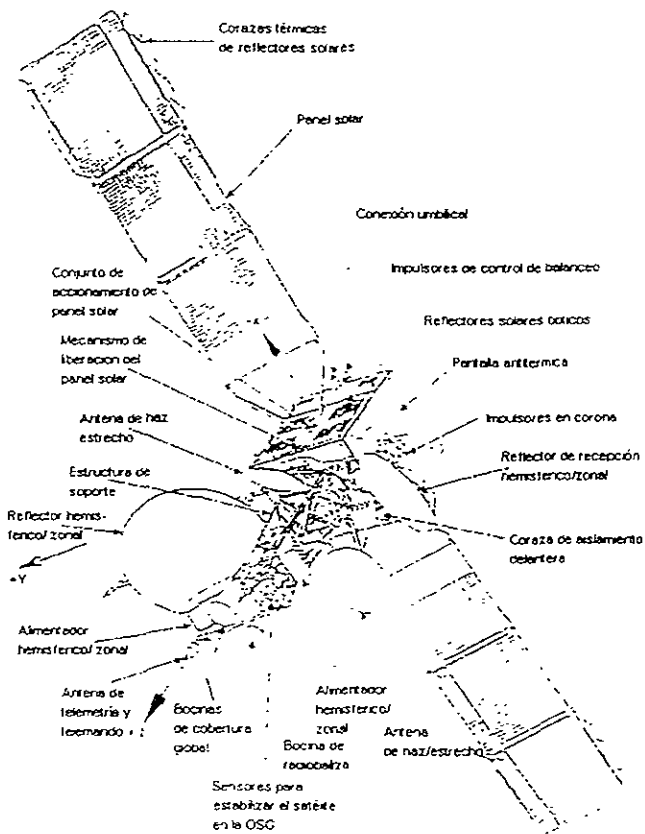 Corazas térmicas
de reflectores solares
Panel solar
Conexión umbilical
Conjunto de
accionamiento de
panel solar
Impulsores de control de balanceo
-X
Reflectores solares ópticos
Mecanismo de
liberación del
panel solar
Pantalla antitérmica
Antena de haz
estrecho
Impulsores en corona
Reflector de recepción
hemisférico/zonal
Estructura de
soporte
Reflector hemis-
férico/zonal
Coraza de aislamiento
delantera
+Y
Alimentador
hemisférico/zonal
Antena de
telemetría y
telemando
Bocinas
de cobertura
global
Alimentador
hemisférico/
zonal
Bocina de
radiobaliza
Antena
de haz/estrecho
Sensores para
estabilizar el satélite
en la OSG